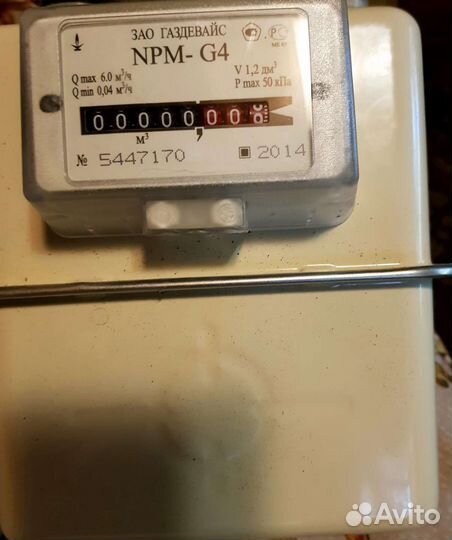 ЗАО ГАЗДЕВАЙС
NPM- G4
Q max 6.0 м³/ч
Q min 0,04 м³/ч
V 1,2 дм³
P max 50 кПа
00000,00
м³
№ 5447170
2014
Avito